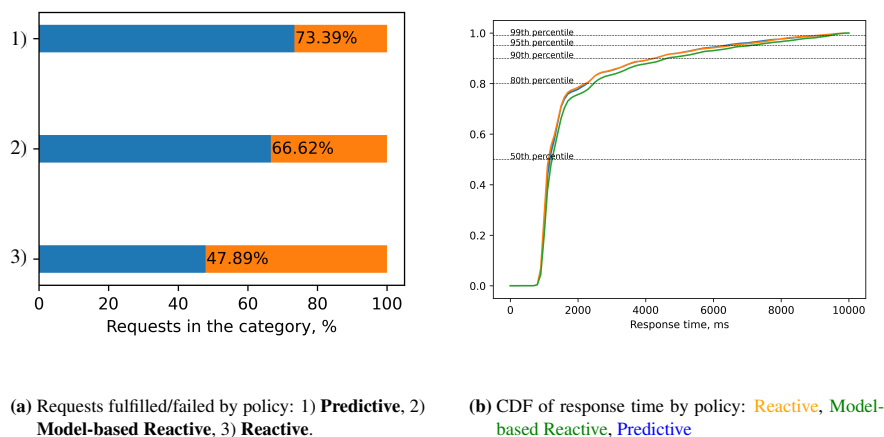 1)
73.39%
2)
66.62%
3)
47.89%
0 20 40 60 80 100
Requests in the category, %
1.0
0.8
0.6
0.4
0.2
0.0
99th percentile
95th percentile
90th percentile
80th percentile
50th percentile
0 2000 4000 6000 8000 10000
Response time, ms
(a) Requests fulfilled/failed by policy: 1) Predictive, 2)
Model-based Reactive, 3) Reactive.
(b) CDF of response time by policy: Reactive, Model-
based Reactive, Predictive